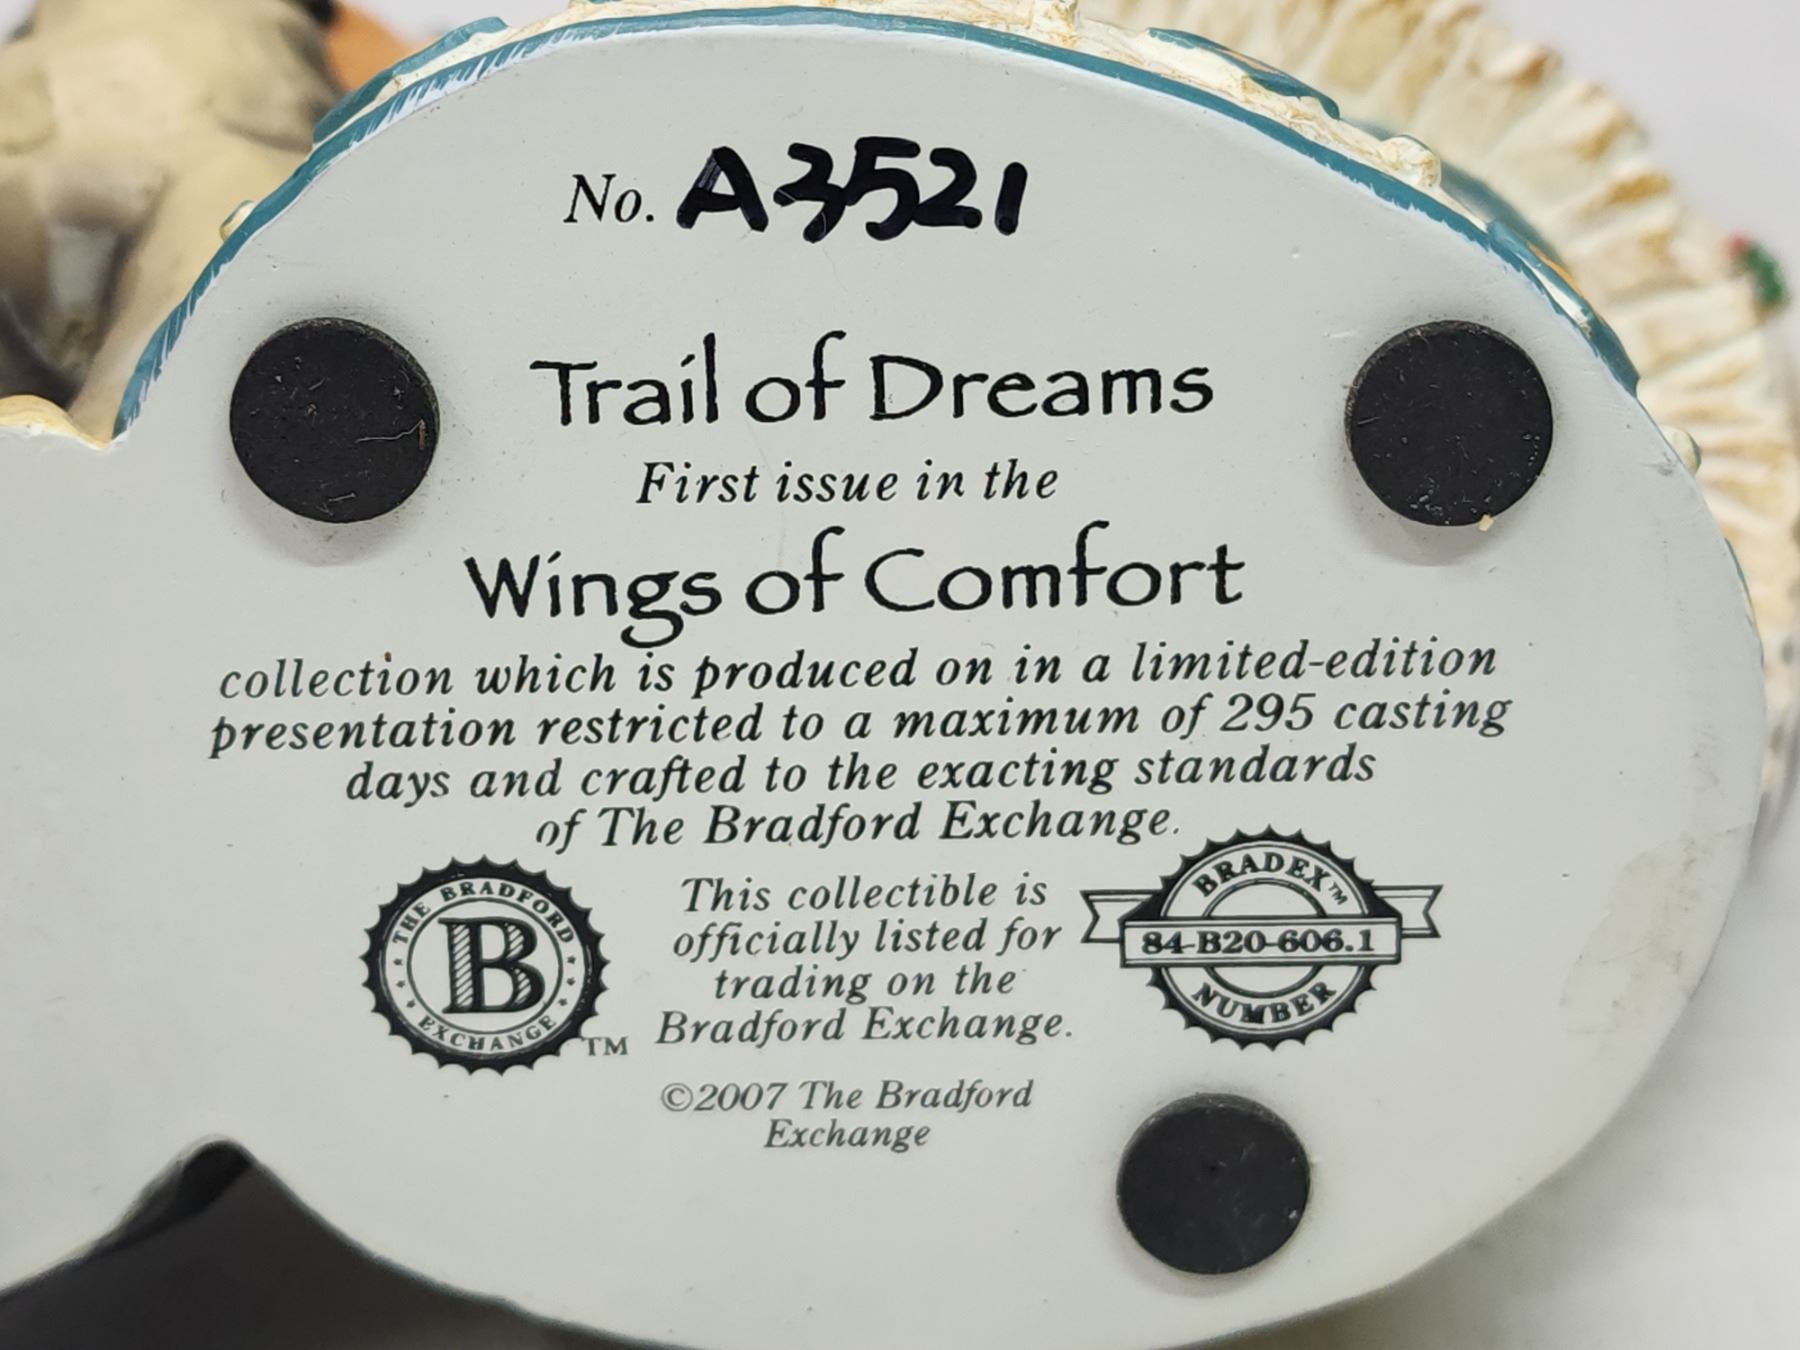 No. A3521
Trail of Dreams
First issue in the
Wings of Comfort
collection which is produced on in a limited-edition
presentation restricted to a maximum of 295 casting
days and crafted to the exacting standards
of The Bradford Exchange.
THE BRADFORD
B
EXCHANGE
TM
This collectible is
officially listed for
trading on the
Bradford Exchange.
BRADEX™
84-B20-606.1
NUMBER
©2007 The Bradford
Exchange